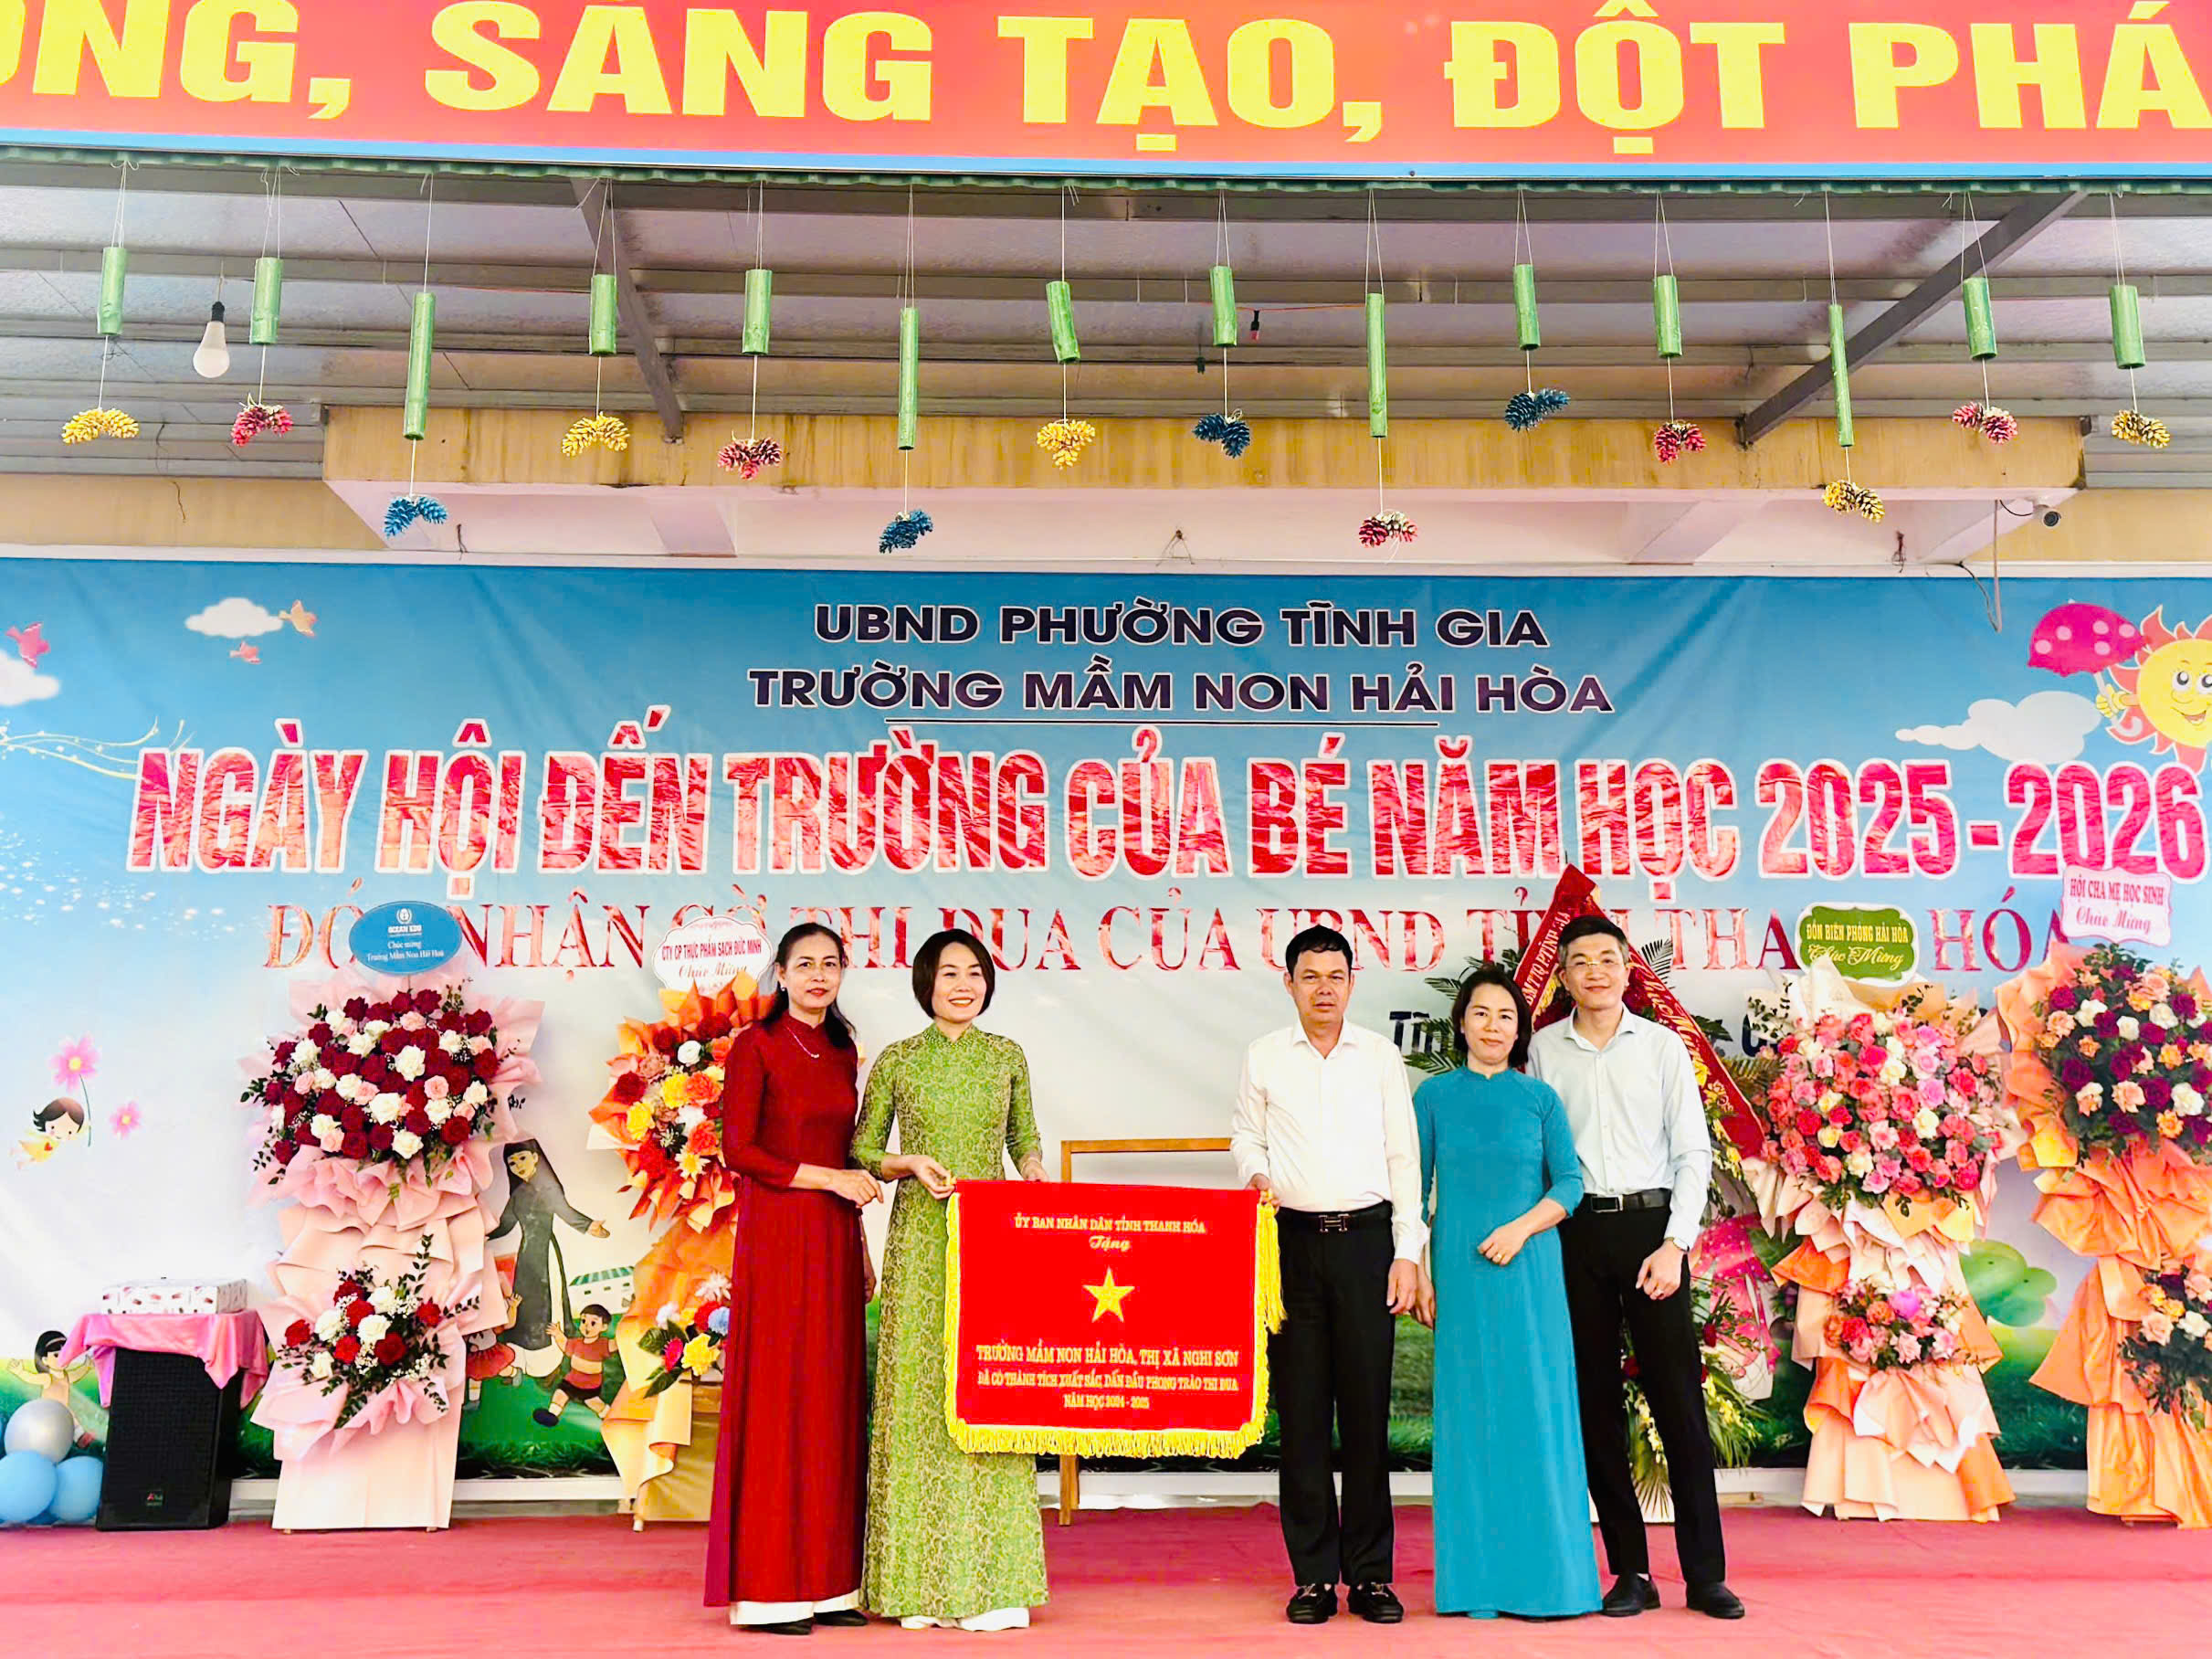 ỘNG, SÁNG TẠO, ĐỘT PHÁ
UBND PHƯỜNG TĨNH GIA
TRƯỜNG MẦM NON HẢI HÒA
NGÀY HỘI ĐẾN TRƯỜNG CỦA BÉ NĂM HỌC 2025-2026
NHẬN CỜ THI ĐUA CỦA UBND TỈNH THANH HÓA
OCEAN EDU
Chúc mừng
Trường Mầm Non Hải Hoà
CTY CP THỰC PHẨM SẠCH ĐỨC MINH
Chúc Mừng
ĐỒN BIÊN PHÒNG HẢI HÒA
Chúc Mừng
HỘI CHA MẸ HỌC SINH
Chúc Mừng
ỦY BAN NHÂN DÂN TỈNH THANH HÓA
Tặng
TRƯỜNG MẦM NON HẢI HÒA, THỊ XÃ NGHI SƠN
ĐÃ CÓ THÀNH TÍCH XUẤT SẮC, DẪN ĐẦU PHONG TRÀO THI ĐUA
NĂM HỌC 2024 - 2025